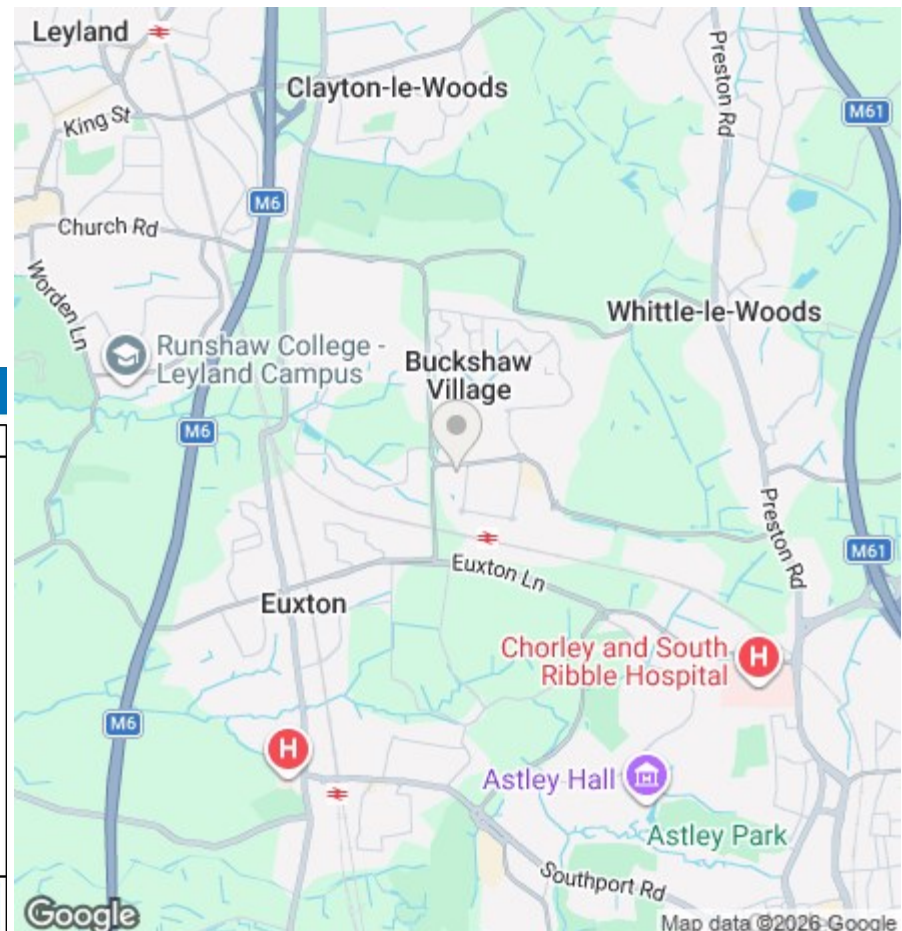 Leyland
Clayton-le-Woods
Preston Rd
M61
King St
M6
Church Rd
Worden Ln
Whittle-le-Woods
Runshaw College -
Leyland Campus
Buckshaw
Village
M6
Preston Rd
M61
Euxton Ln
Euxton
Chorley and South
Ribble Hospital
H
M6
H
Astley Hall
Astley Park
Southport Rd
Google
Map data ©2026 Google